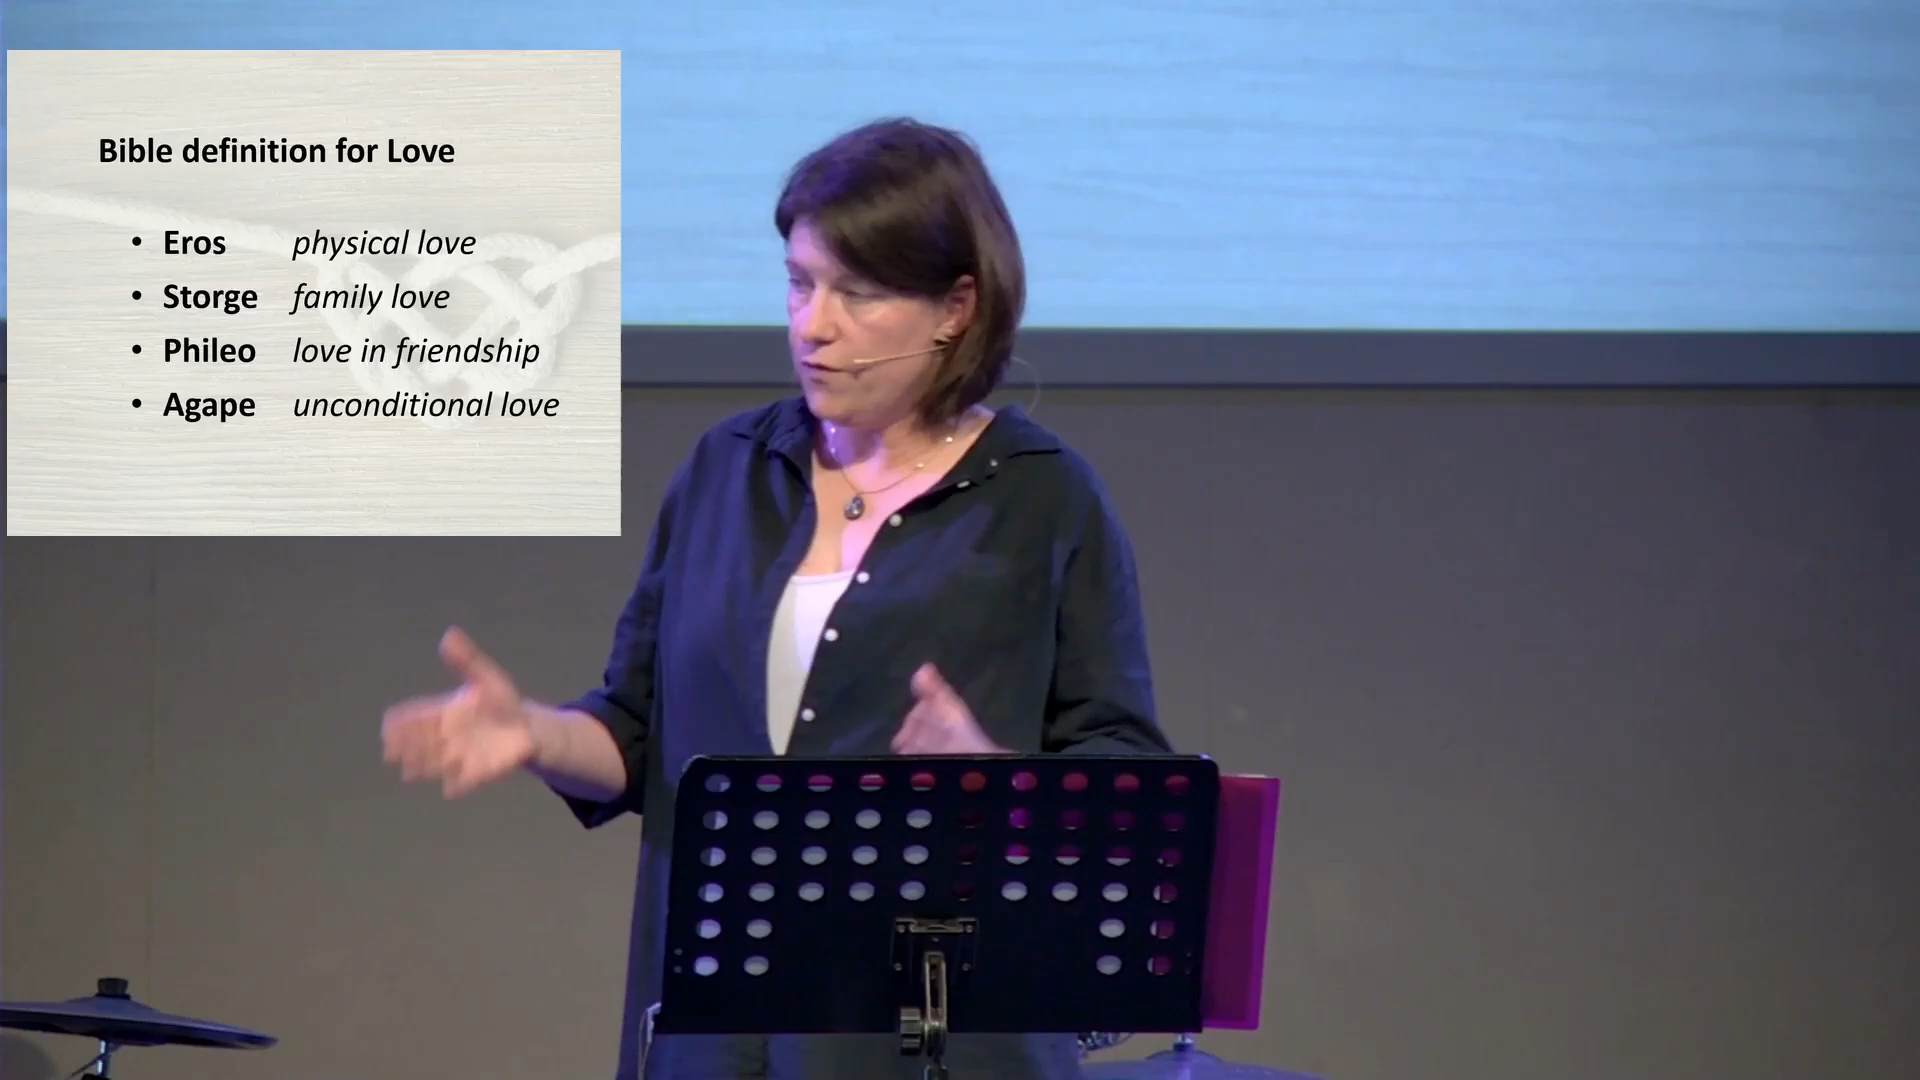 Bible definition for Love
• Eros physical love
• Storge family love
• Phileo love in friendship
• Agape unconditional love